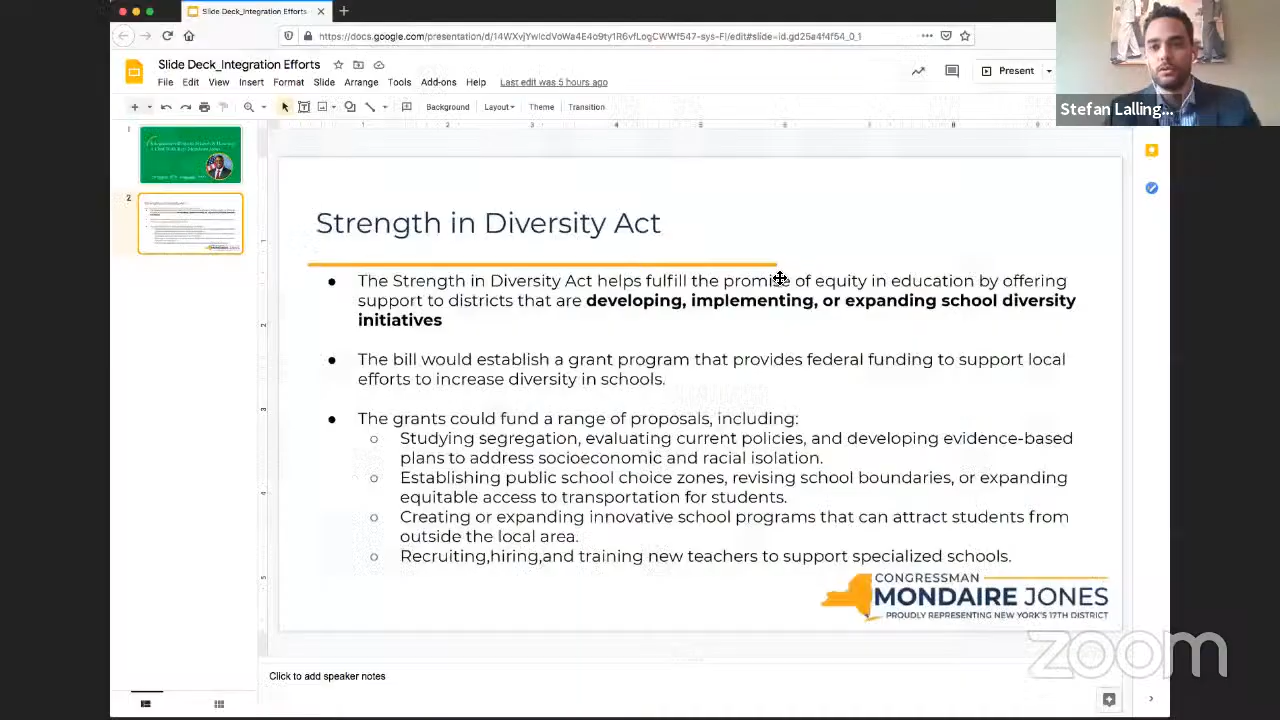 Slide Deck_Integration Efforts
https://docs.google.com/presentation/d/14WXvjYwIcdVoWa4E4o9ty1R6vfLogCWWf547-sys-FI/edit#slide=id.gd25a4f4f54_0_1
Slide Deck_Integration Efforts
File Edit View Insert Format Slide Arrange Tools Add-ons Help Last edit was 5 hours ago
Present
Stefan Lalling...
Background Layout Theme Transition
1
2
Strength in Diversity Act
● The Strength in Diversity Act helps fulfill the promise of equity in education by offering
support to districts that are developing, implementing, or expanding school diversity
initiatives
● The bill would establish a grant program that provides federal funding to support local
efforts to increase diversity in schools.
● The grants could fund a range of proposals, including:
○ Studying segregation, evaluating current policies, and developing evidence-based
plans to address socioeconomic and racial isolation.
○ Establishing public school choice zones, revising school boundaries, or expanding
equitable access to transportation for students.
○ Creating or expanding innovative school programs that can attract students from
outside the local area.
○ Recruiting,hiring,and training new teachers to support specialized schools.
CONGRESSMAN
MONDAIRE JONES
PROUDLY REPRESENTING NEW YORK'S 17TH DISTRICT
zoom
Click to add speaker notes